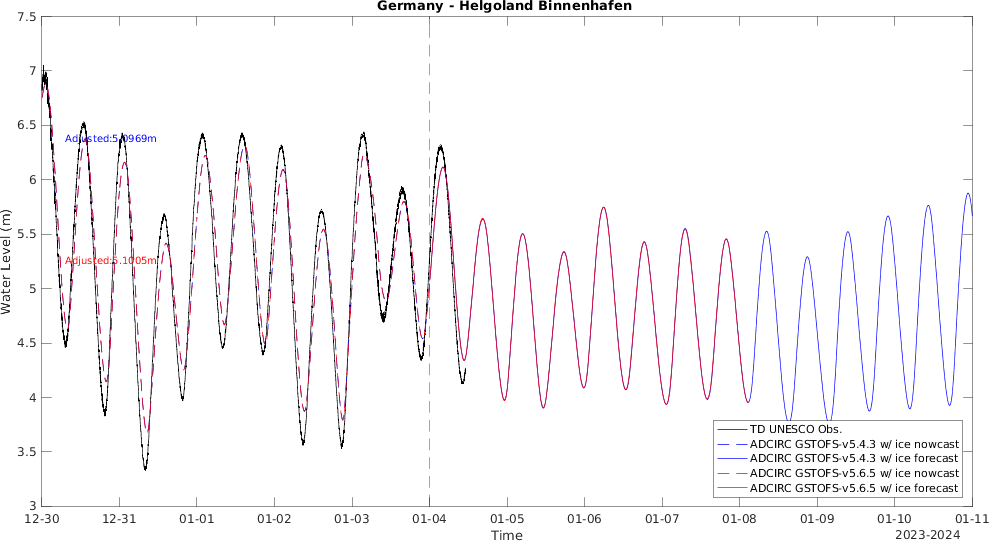 Germany - Helgoland Binnenhafen
7.5
7
6.5
6
5.5
5
4.5
4
3.5
3
Water Level (m)
Adjusted:5.0969m
Adjusted:5.1005m
TD UNESCO Obs.
ADCIRC GSTOFS-v5.4.3 w/ ice nowcast
ADCIRC GSTOFS-v5.4.3 w/ ice forecast
ADCIRC GSTOFS-v5.6.5 w/ ice nowcast
ADCIRC GSTOFS-v5.6.5 w/ ice forecast
12-30 12-31 01-01 01-02 01-03 01-04 01-05 01-06 01-07 01-08 01-09 01-10 01-11
Time
2023-2024